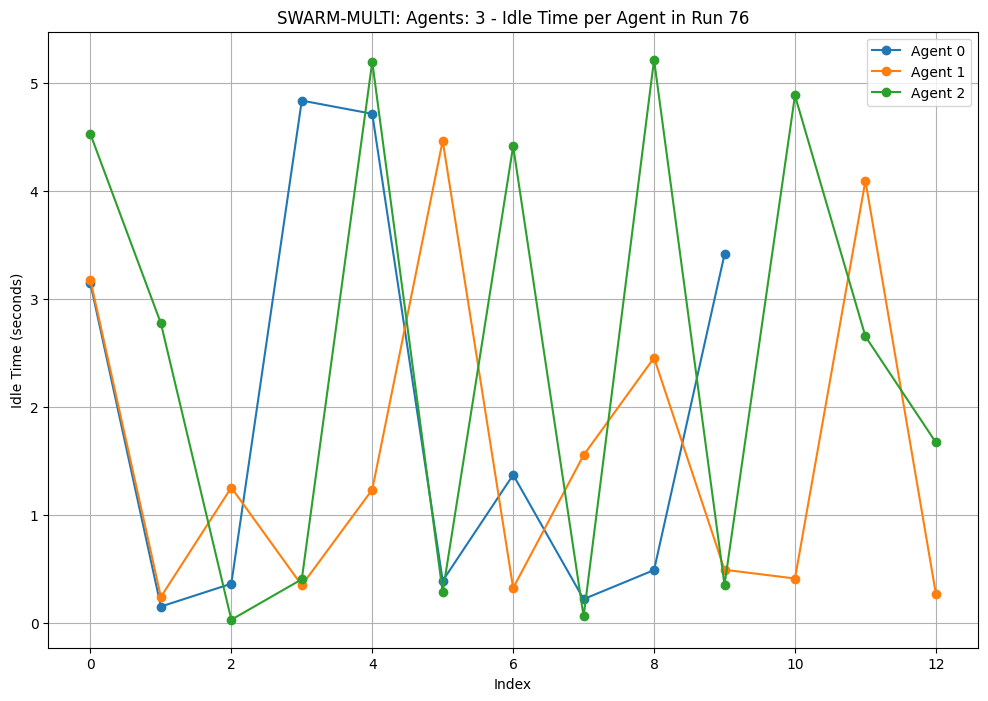 SWARM-MULTI: Agents: 3 - Idle Time per Agent in Run 76
Agent 0
Agent 1
Agent 2
Idle Time (seconds)
5
4
3
2
1
0
0 2 4 6 8 10 12
Index